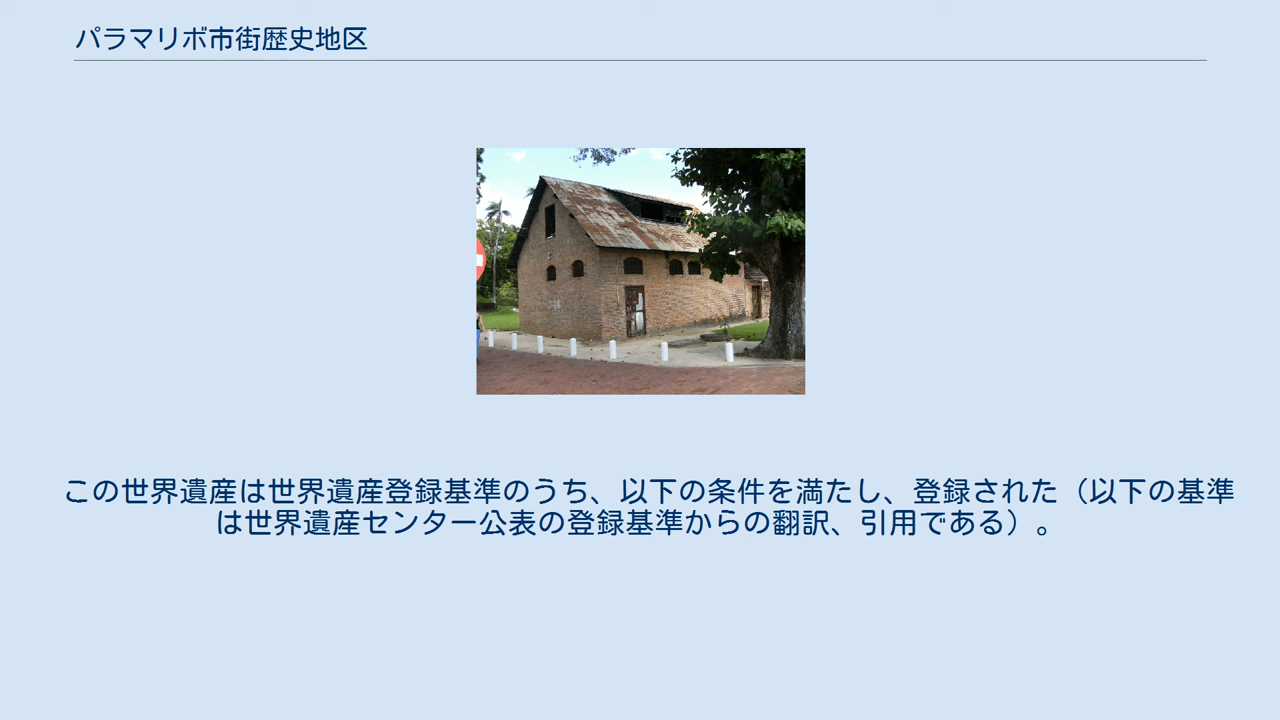 パラマリボ市街歴史地区
この世界遺産は世界遺産登録基準のうち、以下の条件を満たし、登録された（以下の基準
は世界遺産センター公表の登録基準からの翻訳、引用である）。